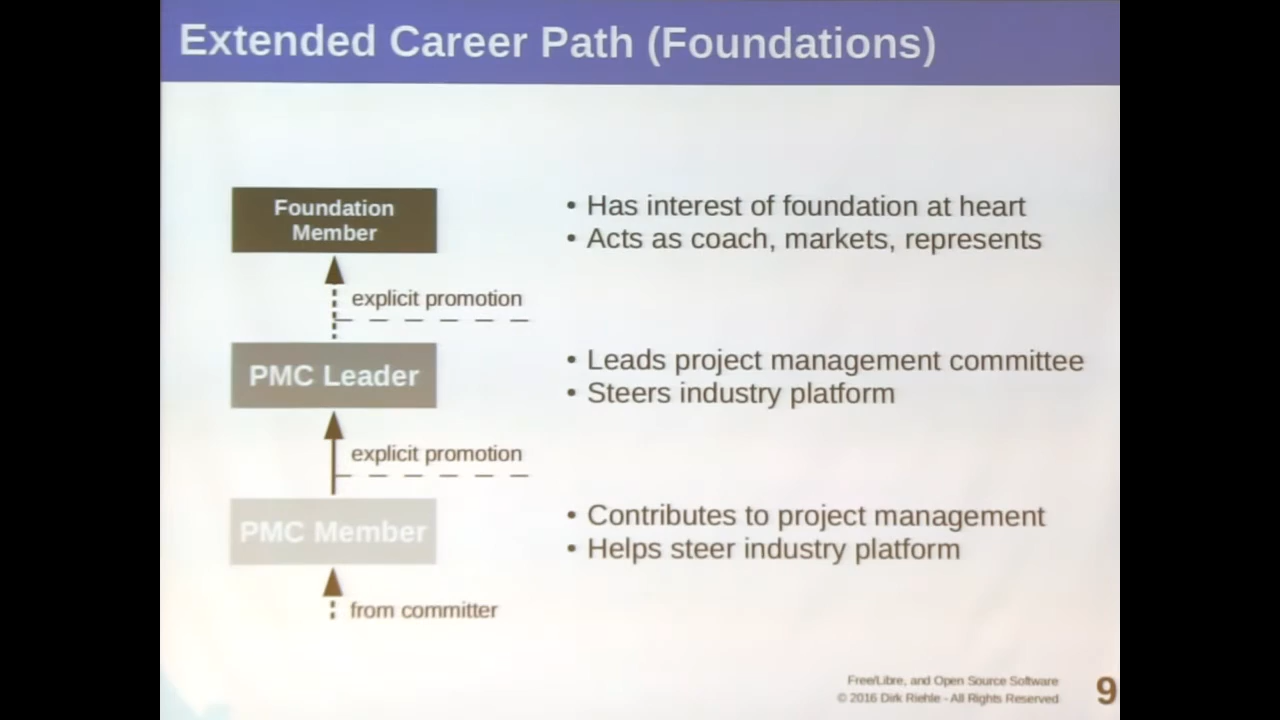 Extended Career Path (Foundations)
Foundation
Member
• Has interest of foundation at heart
• Acts as coach, markets, represents
explicit promotion
PMC Leader
• Leads project management committee
• Steers industry platform
explicit promotion
PMC Member
• Contributes to project management
• Helps steer industry platform
from committer
Free/Libre, and Open Source Software
© 2016 Dirk Riehle - All Rights Reserved
9